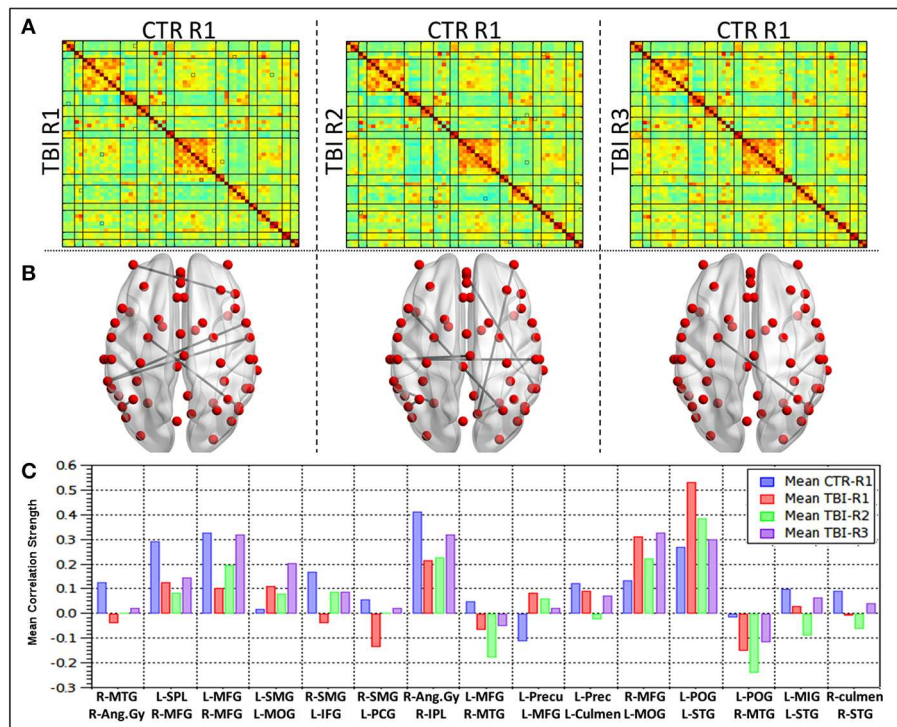 A
CTR R1
CTR R1
CTR R1
TBI R1
TBI R2
TBI R3
B
C
Mean Correlation Strength
0.6
0.5
0.4
0.3
0.2
0.1
0.0
-0.1
-0.2
-0.3
Mean CTR-R1
Mean TBI-R1
Mean TBI-R2
Mean TBI-R3
R-MTG L-SPL L-MFG L-SMG R-SMG R-SMG R-Ang.Gy L-MFG L-Precu L-Prec R-MFG L-POG L-POG L-MIG R-culmen
R-Ang.Gy R-MFG R-MFG L-MOG L-IFG L-PCG R-IPL R-MTG L-MFG L-Culmen L-MOG L-STG R-MTG L-STG R-STG